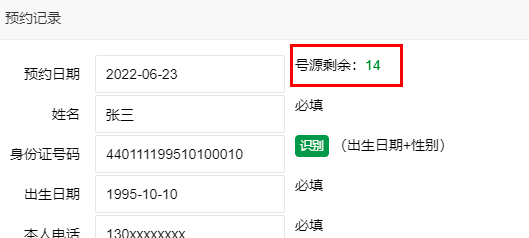 预约记录
预约日期 2022-06-23 号源剩余：14
姓名 张三 必填
身份证号码 440111199510100010 识别 （出生日期+性别）
出生日期 1995-10-10 必填
本人电话 130xxxxxxxx 必填